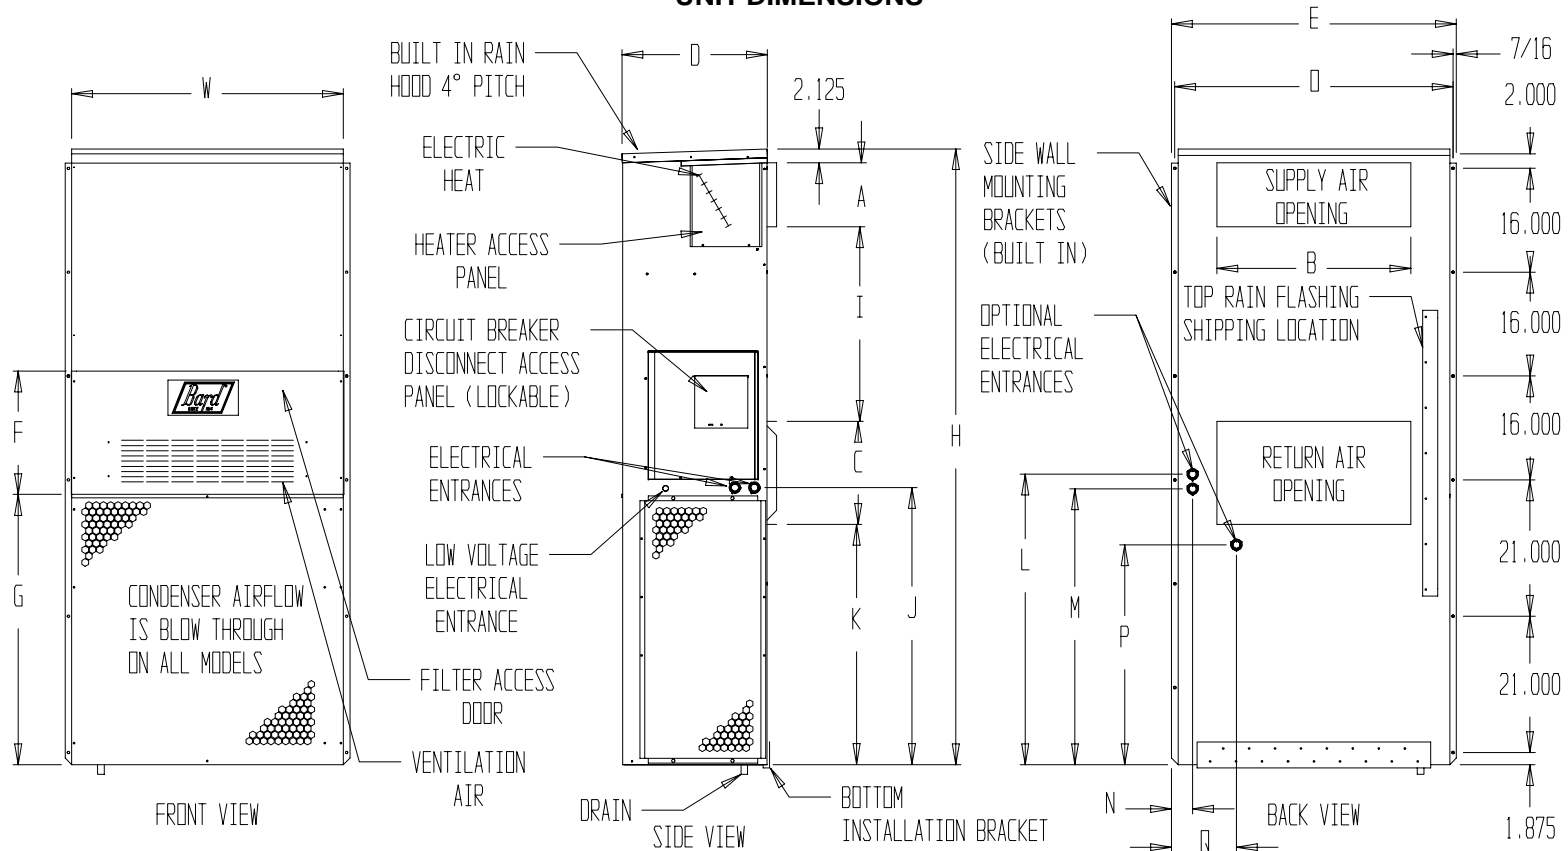 UNIT DIMENSIONS
W
F
G
Bard
CONDENSER AIRFLOW
IS BLOW THROUGH
ON ALL MODELS
FRONT VIEW
BUILT IN RAIN
HOOD 4° PITCH
ELECTRIC
HEAT
HEATER ACCESS
PANEL
CIRCUIT BREAKER
DISCONNECT ACCESS
PANEL (LOCKABLE)
ELECTRICAL
ENTRANCES
LOW VOLTAGE
ELECTRICAL
ENTRANCE
FILTER ACCESS
DOOR
VENTILATION
AIR
D
2.125
A
I
C
H
K
J
DRAIN
SIDE VIEW
BOTTOM
INSTALLATION BRACKET
SIDE WALL
MOUNTING
BRACKETS
(BUILT IN)
OPTIONAL
ELECTRICAL
ENTRANCES
E
O
7/16
2.000
SUPPLY AIR
OPENING
B
TOP RAIN FLASHING
SHIPPING LOCATION
RETURN AIR
OPENING
16.000
16.000
16.000
21.000
21.000
1.875
L
M
P
N
Q
BACK VIEW